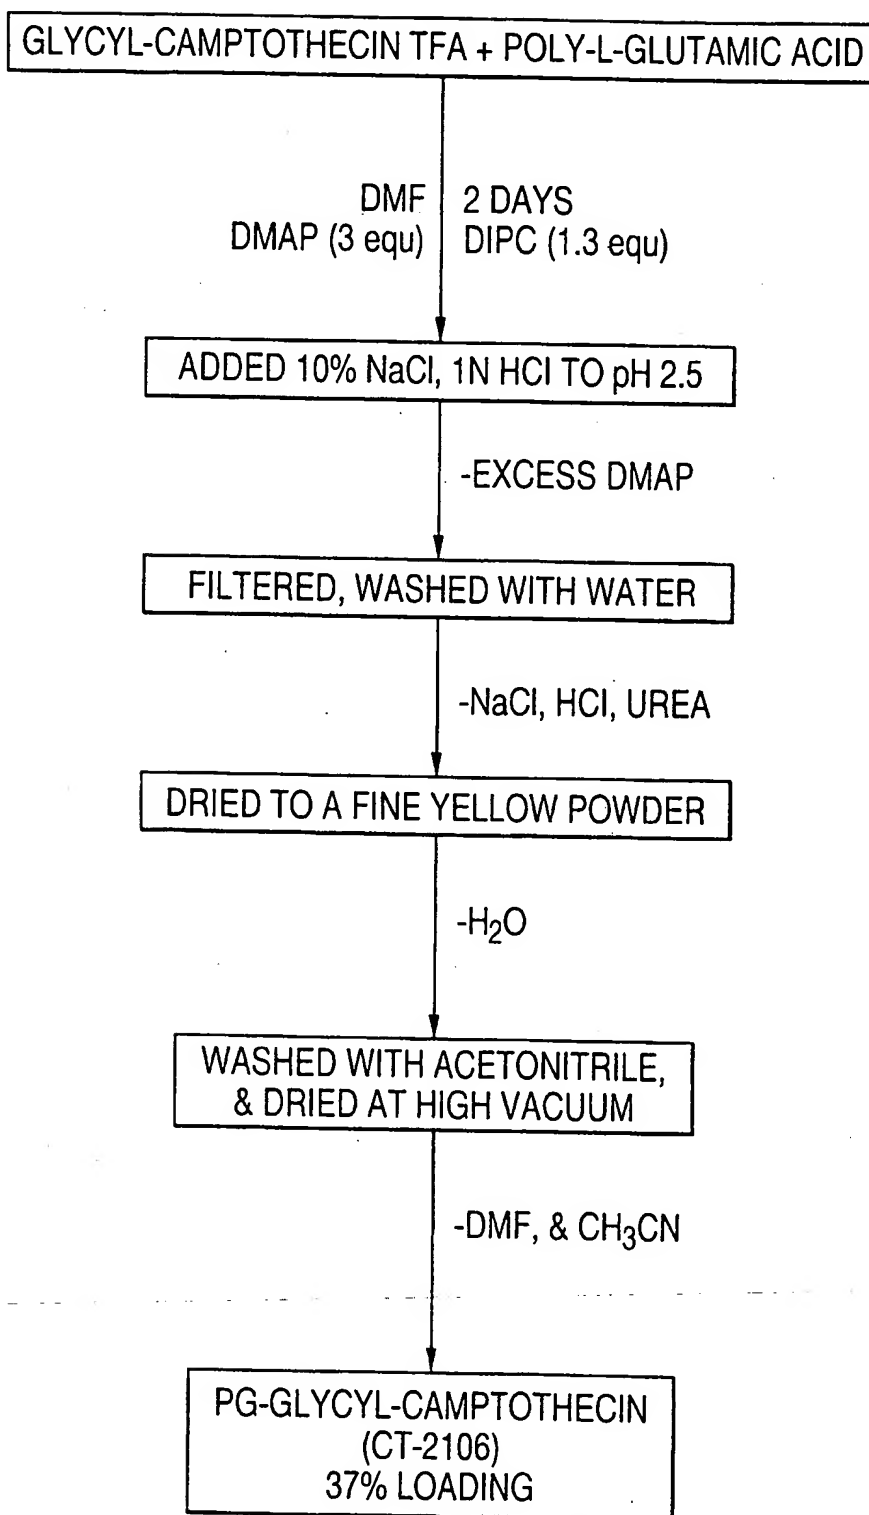 GLYCYL-CAMPTOTHECIN TFA + POLY-L-GLUTAMIC ACID
DMF 2 DAYS
DMAP (3 equ) DIPC (1.3 equ)
ADDED 10% NaCl, 1N HCl TO pH 2.5
-EXCESS DMAP
FILTERED, WASHED WITH WATER
-NaCl, HCl, UREA
DRIED TO A FINE YELLOW POWDER
-H₂O
WASHED WITH ACETONITRILE,
& DRIED AT HIGH VACUUM
-DMF, & CH₃CN
PG-GLYCYL-CAMPTOTHECIN
(CT-2106)
37% LOADING